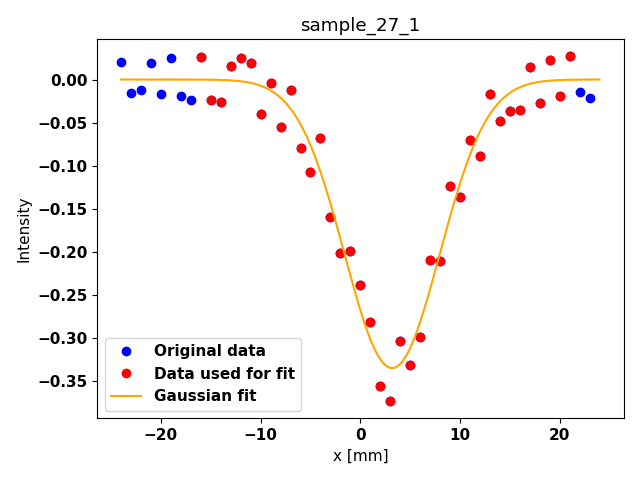 sample_27_1
Intensity
0.00
−0.05
−0.10
−0.15
−0.20
−0.25
−0.30
−0.35
Original data
Data used for fit
Gaussian fit
−20
−10
0
10
20
x [mm]